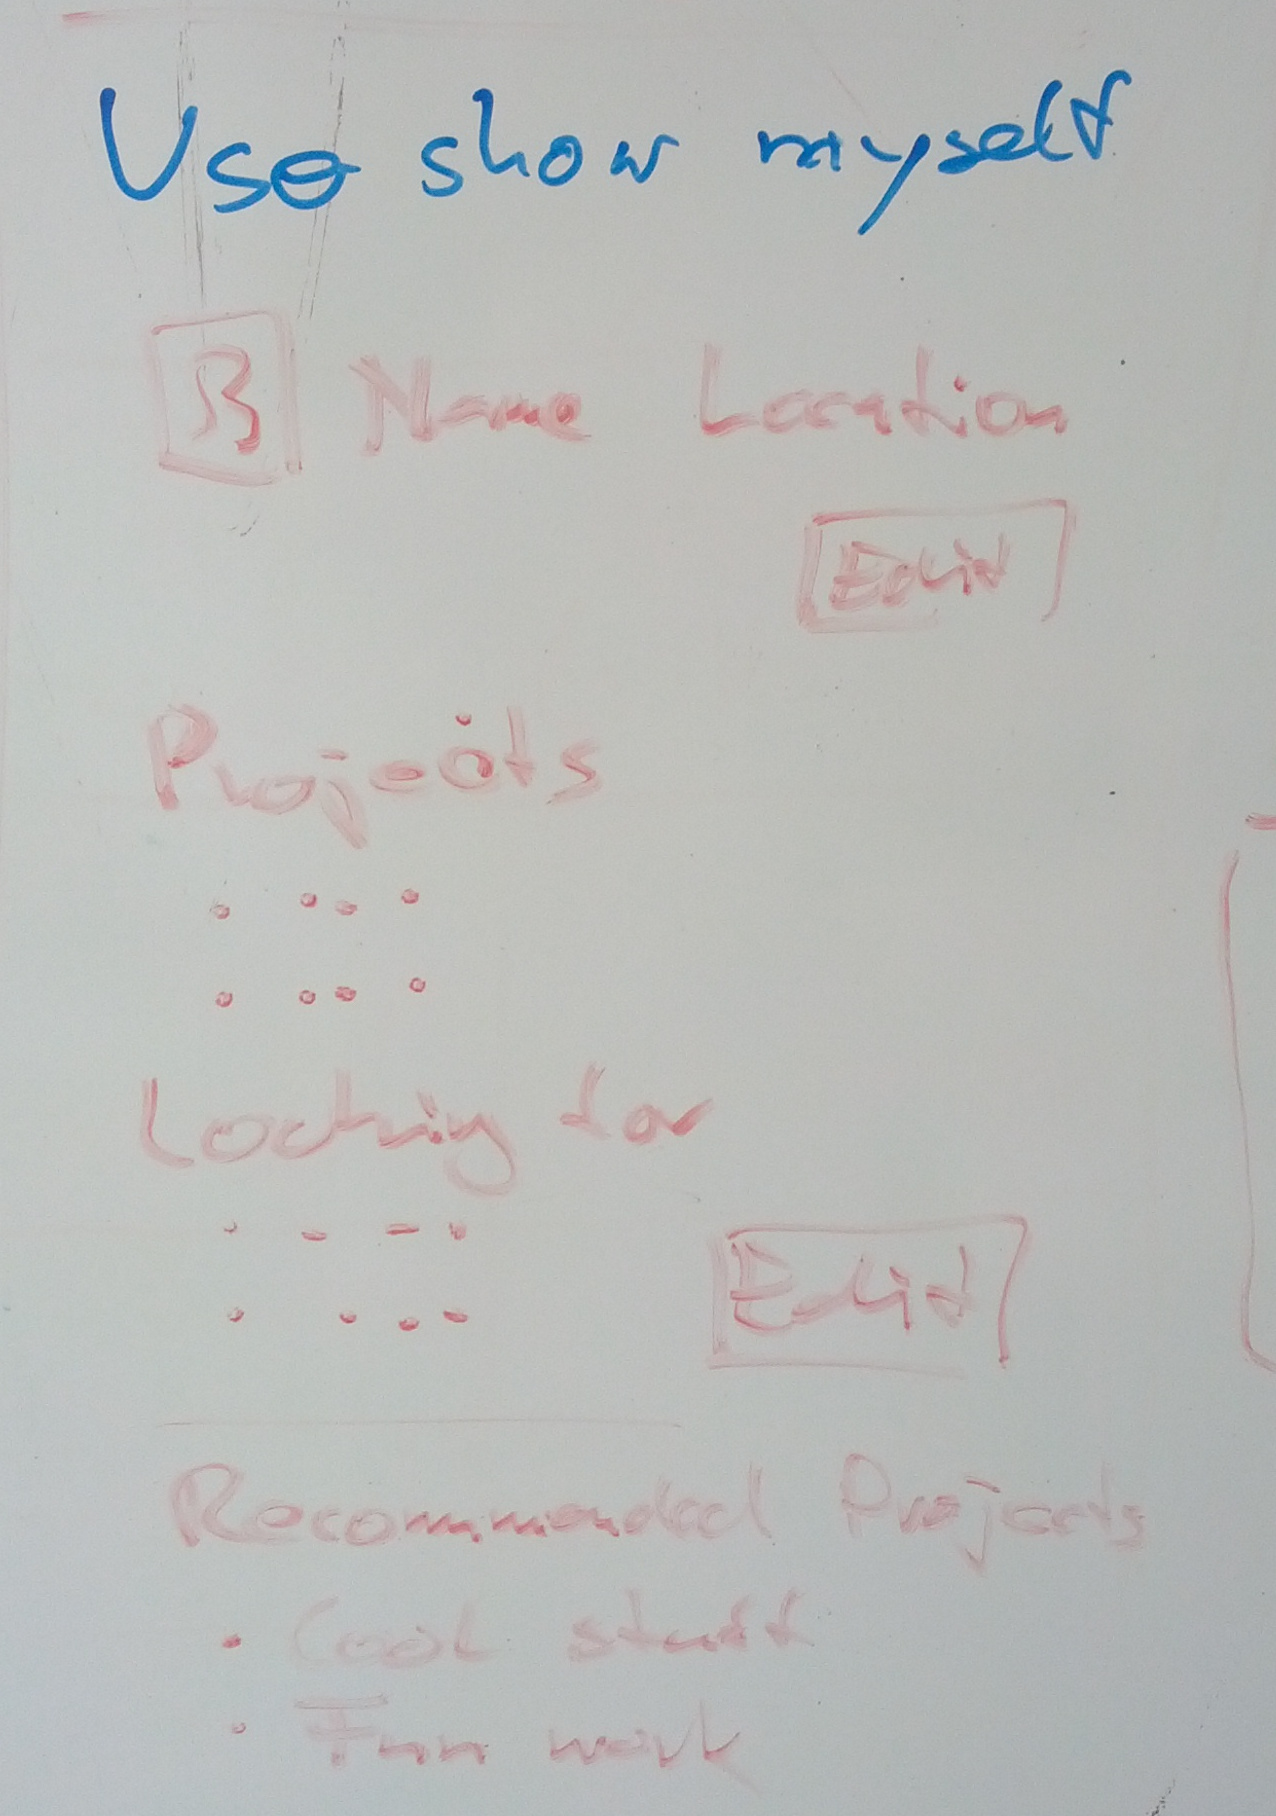 Use show myself
Name Location
Edit
Projects
Looking for
Edit
Recommended Projects
• Cool stuff
• Fun work